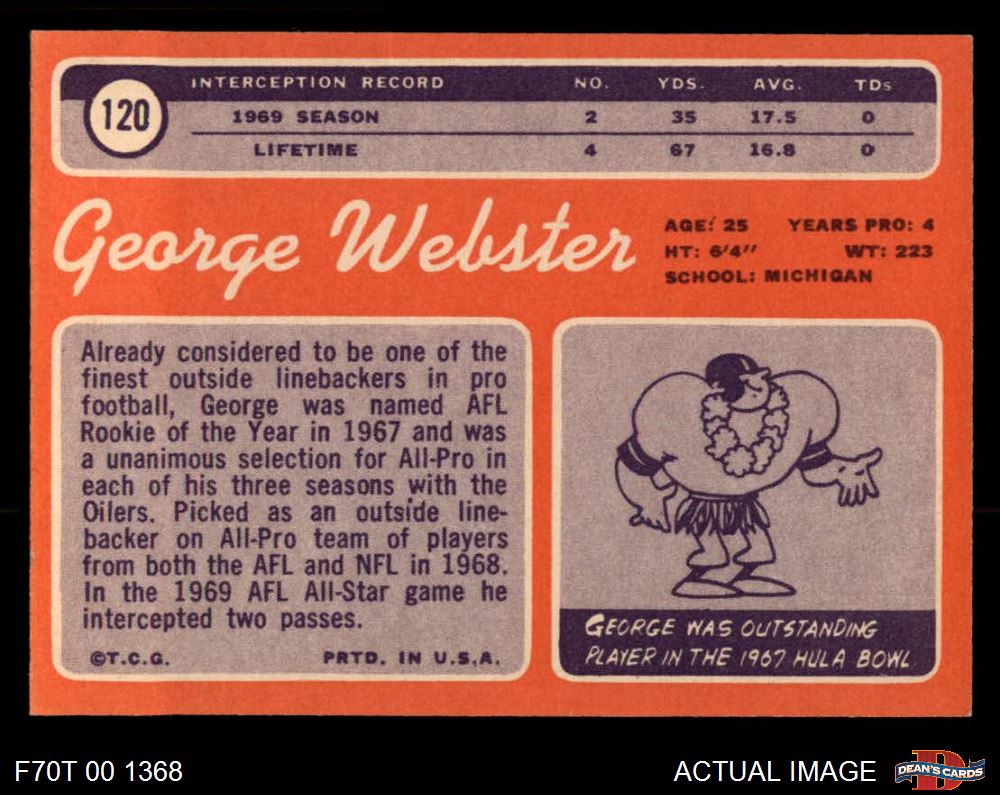 120
INTERCEPTION RECORD NO. YDS. AVG. TDs
1969 SEASON 2 35 17.5 0
LIFETIME 4 67 16.8 0
George Webster
AGE: 25 YEARS PRO: 4
HT: 6'4" WT: 223
SCHOOL: MICHIGAN
Already considered to be one of the
finest outside linebackers in pro
football, George was named AFL
Rookie of the Year in 1967 and was
a unanimous selection for All-Pro in
each of his three seasons with the
Oilers. Picked as an outside line-
backer on All-Pro team of players
from both the AFL and NFL in 1968.
In the 1969 AFL All-Star game he
intercepted two passes.
©T.C.G. PRTD. IN U.S.A.
GEORGE WAS OUTSTANDING
PLAYER IN THE 1967 HULA BOWL
F70T 00 1368
ACTUAL IMAGE
D
DEAN'S CARDS